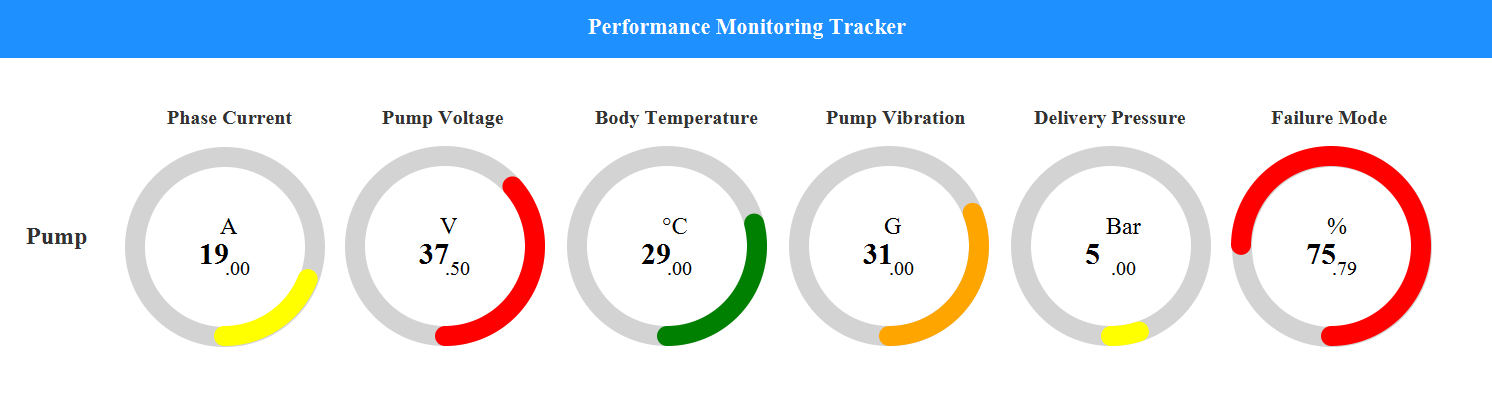 Performance Monitoring Tracker
Phase Current
Pump Voltage
Body Temperature
Pump Vibration
Delivery Pressure
Failure Mode
Pump
A
19.00
V
37.50
°C
29.00
G
31.00
Bar
5.00
%
75.79